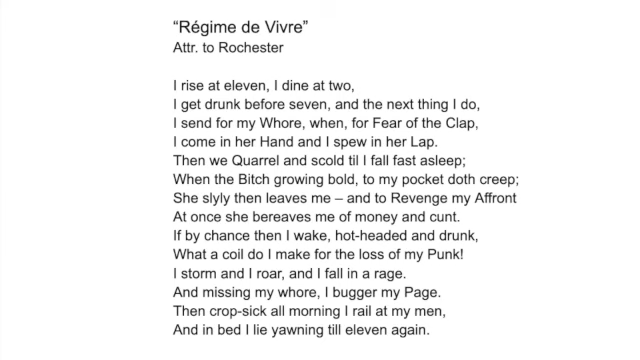 “Régime de Vivre”
Attr. to Rochester
I rise at eleven, I dine at two,
I get drunk before seven, and the next thing I do,
I send for my Whore, when, for Fear of the Clap,
I come in her Hand and I spew in her Lap.
Then we Quarrel and scold til I fall fast asleep;
When the Bitch growing bold, to my pocket doth creep;
She slyly then leaves me – and to Revenge my Affront
At once she bereaves me of money and cunt.
If by chance then I wake, hot-headed and drunk,
What a coil do I make for the loss of my Punk!
I storm and I roar, and I fall in a rage.
And missing my whore, I bugger my Page.
Then crop-sick all morning I rail at my men,
And in bed I lie yawning till eleven again.